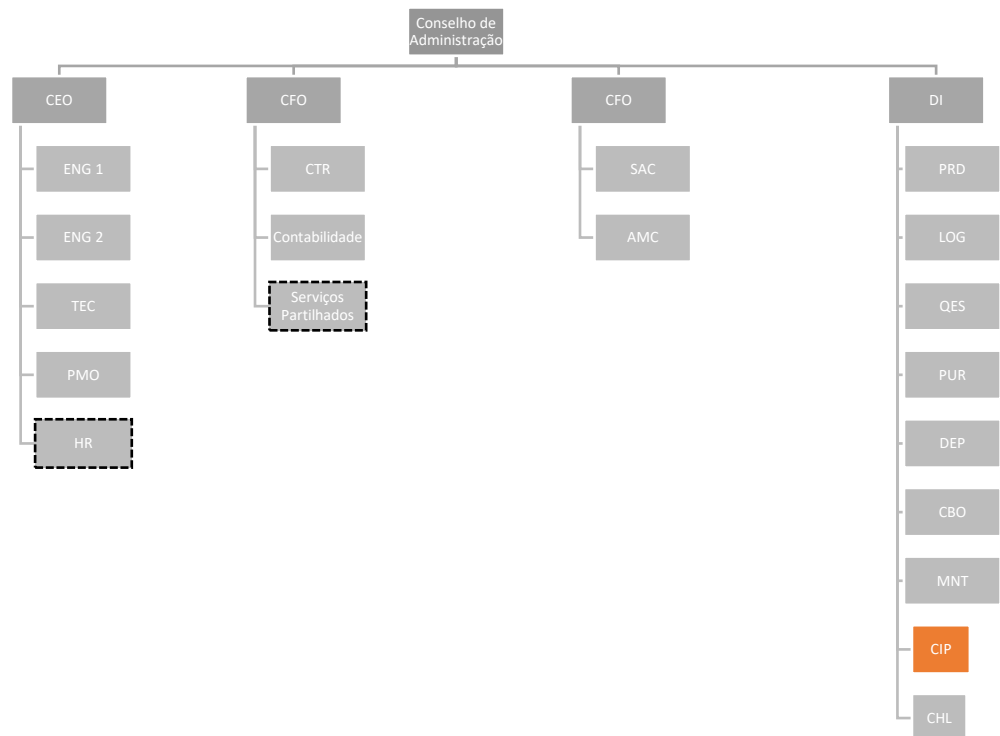 Conselho de
Administração
CEO
CFO
CFO
DI
ENG 1
CTR
SAC
PRD
ENG 2
Contabilidade
AMC
LOG
TEC
Serviços
Partilhados
QES
PMO
PUR
HR
DEP
CBO
MNT
CIP
CHL